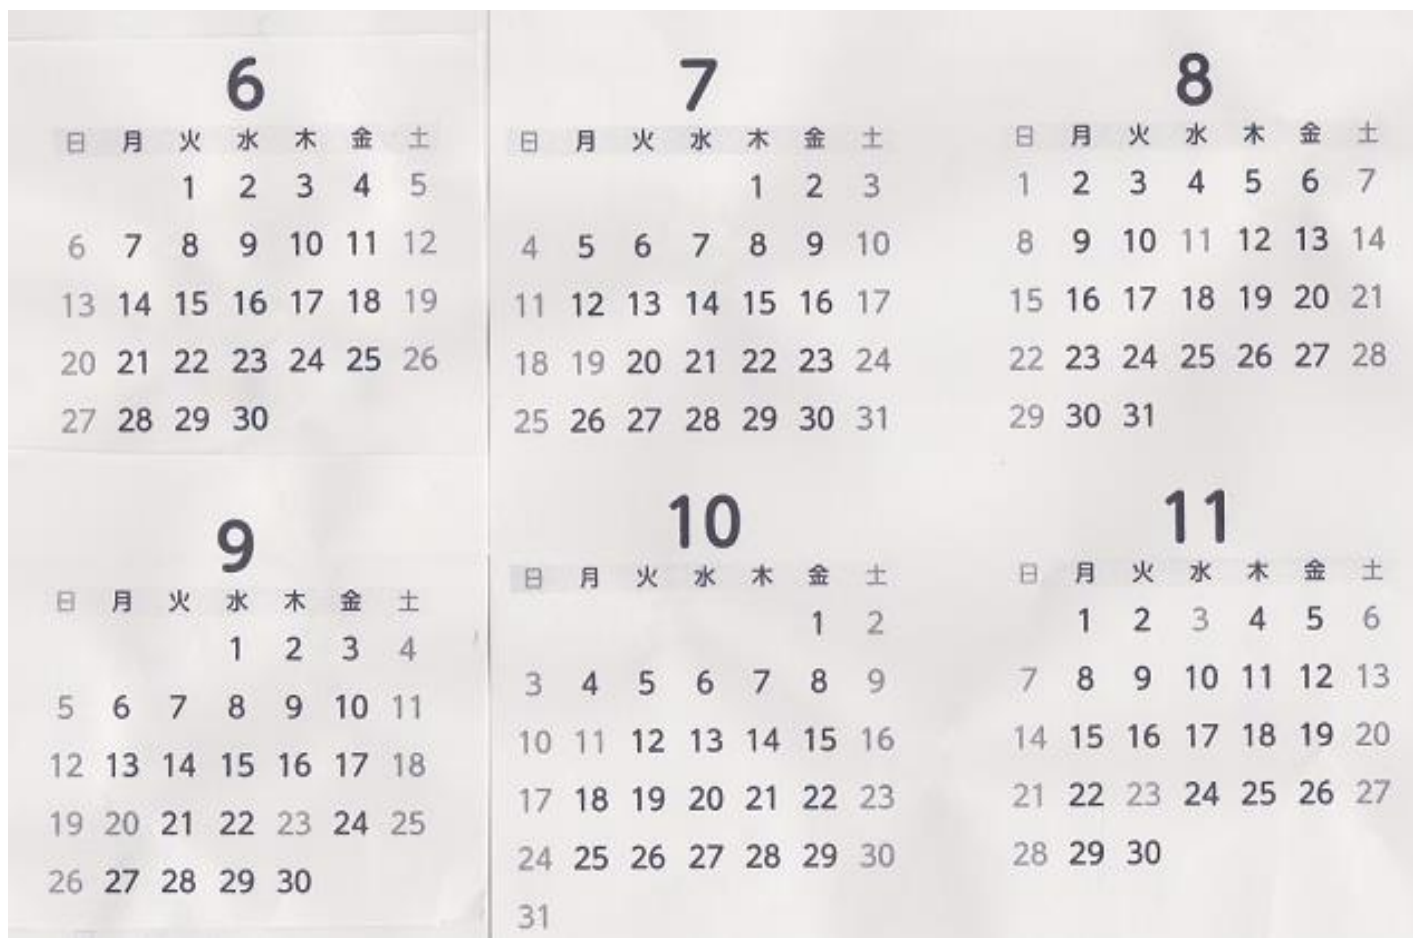 6
日 月 火 水 木 金 土
1 2 3 4 5
6 7 8 9 10 11 12
13 14 15 16 17 18 19
20 21 22 23 24 25 26
27 28 29 30
7
日 月 火 水 木 金 土
1 2 3
4 5 6 7 8 9 10
11 12 13 14 15 16 17
18 19 20 21 22 23 24
25 26 27 28 29 30 31
8
日 月 火 水 木 金 土
1 2 3 4 5 6 7
8 9 10 11 12 13 14
15 16 17 18 19 20 21
22 23 24 25 26 27 28
29 30 31
9
日 月 火 水 木 金 土
1 2 3 4
5 6 7 8 9 10 11
12 13 14 15 16 17 18
19 20 21 22 23 24 25
26 27 28 29 30
10
日 月 火 水 木 金 土
1 2
3 4 5 6 7 8 9
10 11 12 13 14 15 16
17 18 19 20 21 22 23
24 25 26 27 28 29 30
31
11
日 月 火 水 木 金 土
1 2 3 4 5 6
7 8 9 10 11 12 13
14 15 16 17 18 19 20
21 22 23 24 25 26 27
28 29 30